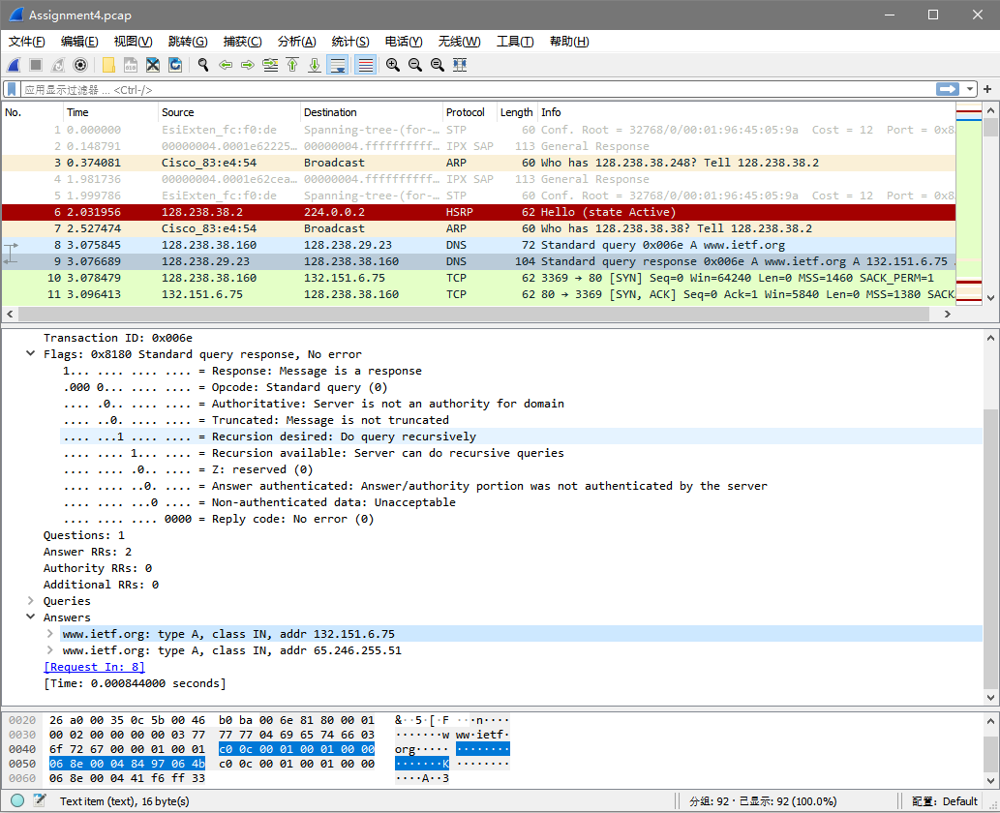 Assignment4.pcap
文件(F) 编辑(E) 视图(V) 跳转(G) 捕获(C) 分析(A) 统计(S) 电话(Y) 无线(W) 工具(T) 帮助(H)
应用显示过滤器 … <Ctrl-/>
No. Time Source Destination Protocol Length Info
1 0.000000 EsiExten_fc:f0:de Spanning-tree-(for-… STP 60 Conf. Root = 32768/0/00:01:96:45:05:9a Cost = 12 Port = 0x8
2 0.148791 00000004.0001e62225… 00000004.ffffffffff… IPX SAP 113 General Response
3 0.374081 Cisco_83:e4:54 Broadcast ARP 60 Who has 128.238.38.248? Tell 128.238.38.2
4 1.981736 00000004.0001e62cea… 00000004.ffffffffff… IPX SAP 113 General Response
5 1.999786 EsiExten_fc:f0:de Spanning-tree-(for-… STP 60 Conf. Root = 32768/0/00:01:96:45:05:9a Cost = 12 Port = 0x8
6 2.031956 128.238.38.2 224.0.0.2 HSRP 62 Hello (state Active)
7 2.527474 Cisco_83:e4:54 Broadcast ARP 60 Who has 128.238.38.38? Tell 128.238.38.2
8 3.075845 128.238.38.160 128.238.29.23 DNS 72 Standard query 0x006e A www.ietf.org
9 3.076689 128.238.29.23 128.238.38.160 DNS 104 Standard query response 0x006e A www.ietf.org A 132.151.6.75
10 3.078479 128.238.38.160 132.151.6.75 TCP 62 3369 → 80 [SYN] Seq=0 Win=64240 Len=0 MSS=1460 SACK_PERM=1
11 3.096413 132.151.6.75 128.238.38.160 TCP 62 80 → 3369 [SYN, ACK] Seq=0 Ack=1 Win=5840 Len=0 MSS=1380 SACK
Transaction ID: 0x006e
Flags: 0x8180 Standard query response, No error
1... .... .... .... = Response: Message is a response
.000 0... .... .... = Opcode: Standard query (0)
.... .0.. .... .... = Authoritative: Server is not an authority for domain
.... ..0. .... .... = Truncated: Message is not truncated
.... ...1 .... .... = Recursion desired: Do query recursively
.... .... 1... .... = Recursion available: Server can do recursive queries
.... .... .0.. .... = Z: reserved (0)
.... .... ..0. .... = Answer authenticated: Answer/authority portion was not authenticated by the server
.... .... ...0 .... = Non-authenticated data: Unacceptable
.... .... .... 0000 = Reply code: No error (0)
Questions: 1
Answer RRs: 2
Authority RRs: 0
Additional RRs: 0
Queries
Answers
www.ietf.org: type A, class IN, addr 132.151.6.75
www.ietf.org: type A, class IN, addr 65.246.255.51
[Request In: 8]
[Time: 0.000844000 seconds]
0020 26 a0 00 35 0c 5b 00 46 b0 ba 00 6e 81 80 00 01 &··5·[·F ···n····
0030 00 02 00 00 00 00 03 77 77 77 04 69 65 74 66 03 ·······w ww·ietf·
0040 6f 72 67 00 00 01 00 01 c0 0c 00 01 00 01 00 00 org····· ········
0050 06 8e 00 04 84 97 06 4b c0 0c 00 01 00 01 00 00 ·······K ········
0060 06 8e 00 04 41 f6 ff 33 ····A··3
Text item (text), 16 byte(s) 分组: 92 · 已显示: 92 (100.0%) 配置: Default